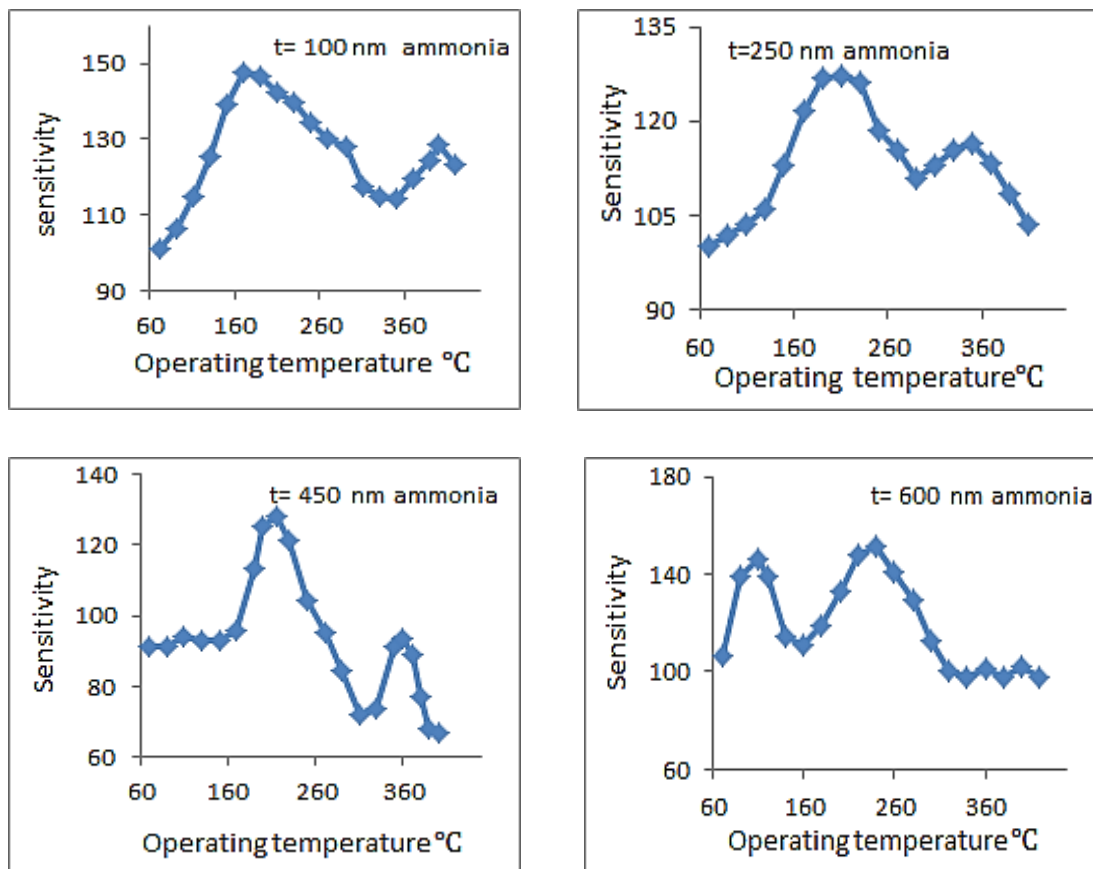 t= 100 nm ammonia
150
130
110
90
sensitivity
60 160 260 360
Operating temperature °C
t=250 nm ammonia
135
120
105
90
Sensitivity
60 160 260 360
Operating temperature°C
t= 450 nm ammonia
140
120
100
80
60
Sensitivity
60 160 260 360
Operating temperature °C
t= 600 nm ammonia
180
140
100
60
Sensitivity
60 160 260 360
Operating temperature°C